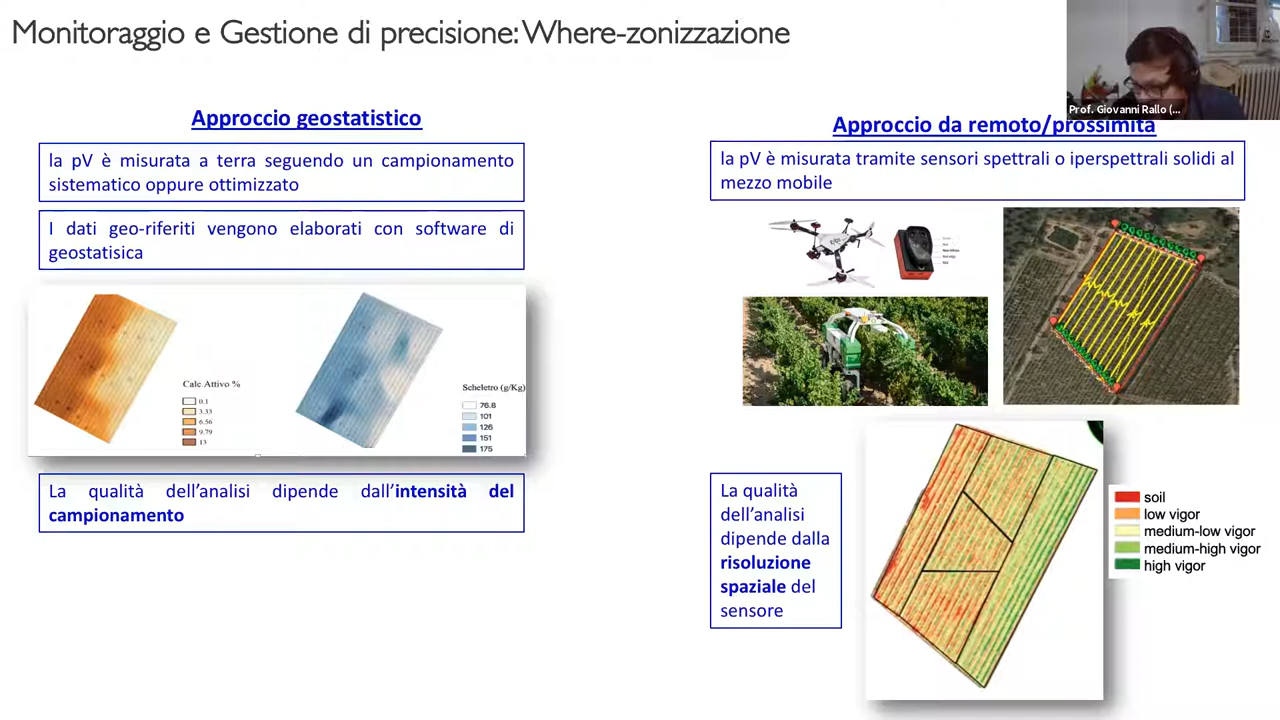 Monitoraggio e Gestione di precisione: Where-zonizzazione
Prof. Giovanni Rallo (...
Approccio geostatistico
la pV è misurata a terra seguendo un campionamento
sistematico oppure ottimizzato
I dati geo-riferiti vengono elaborati con software di
geostatisica
Calc.Attivo %
0.1
3.33
6.56
9.79
13
Scheletro (g/Kg)
76.8
101
126
151
175
La qualità dell'analisi dipende dall'intensità del
campionamento
Approccio da remoto/prossimità
la pV è misurata tramite sensori spettrali o iperspettrali solidi al
mezzo mobile
La qualità
dell'analisi
dipende dalla
risoluzione
spaziale del
sensore
soil
low vigor
medium-low vigor
medium-high vigor
high vigor